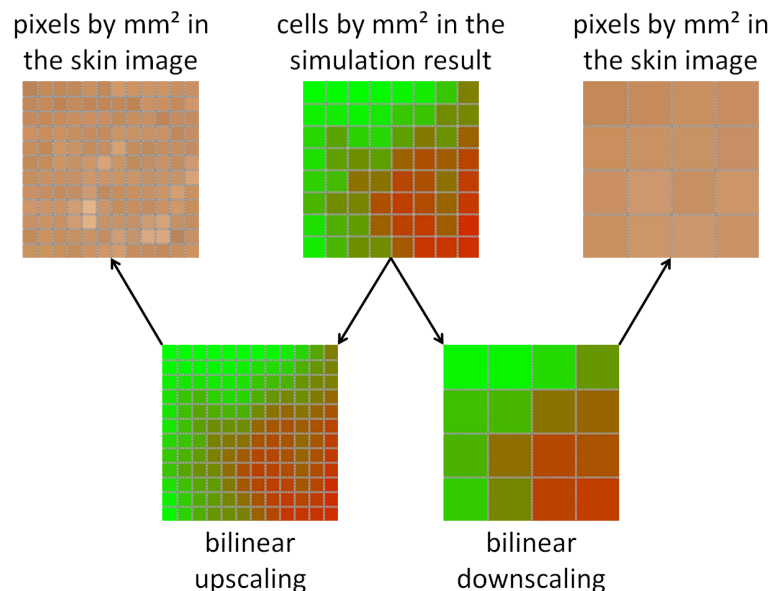 pixels by mm² in
the skin image
cells by mm² in the
simulation result
pixels by mm² in
the skin image
bilinear
upscaling
bilinear
downscaling